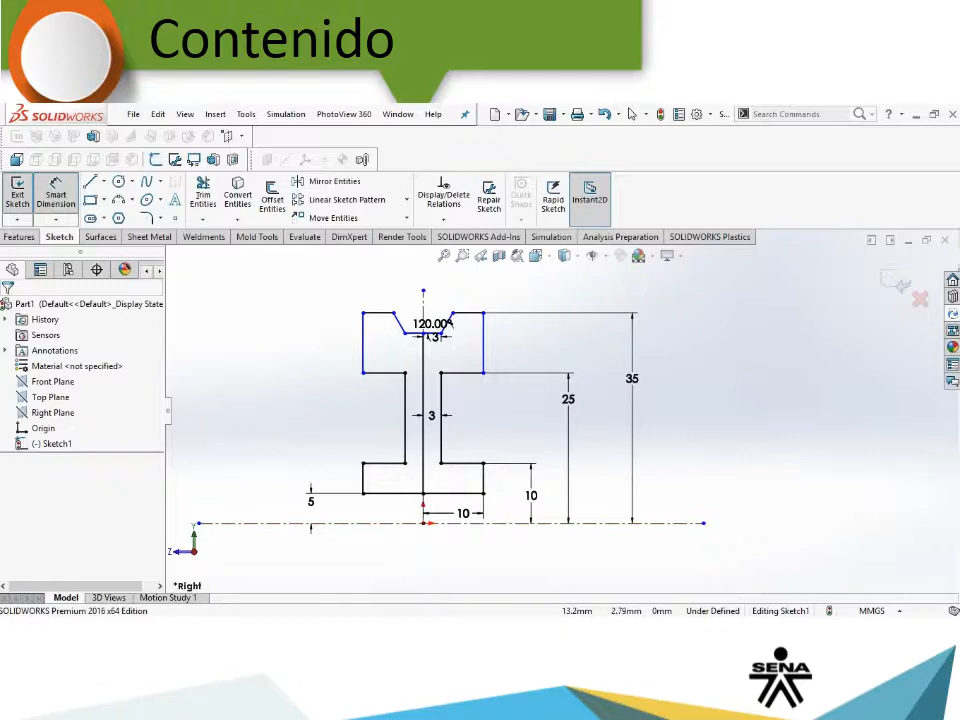 Contenido
SOLIDWORKS File Edit View Insert Tools Simulation PhotoView 360 Window Help S... Search Commands ?
Exit Sketch Smart Dimension Trim Entities Convert Entities Offset Entities Mirror Entities Linear Sketch Pattern Move Entities Display/Delete Relations Repair Sketch Quick Snaps Rapid Sketch Instant2D
Features Sketch Surfaces Sheet Metal Weldments Mold Tools Evaluate DimXpert Render Tools SOLIDWORKS Add-Ins Simulation Analysis Preparation SOLIDWORKS Plastics
Part1 (Default<<Default>_Display State
History
Sensors
Annotations
Material <not specified>
Front Plane
Top Plane
Right Plane
Origin
(-) Sketch1
120.00°
3
35
25
3
10
5
10
Y
Z
*Right
Model 3D Views Motion Study 1
SOLIDWORKS Premium 2016 x64 Edition 13.2mm 2.79mm 0mm Under Defined Editing Sketch1 MMGS
SENA